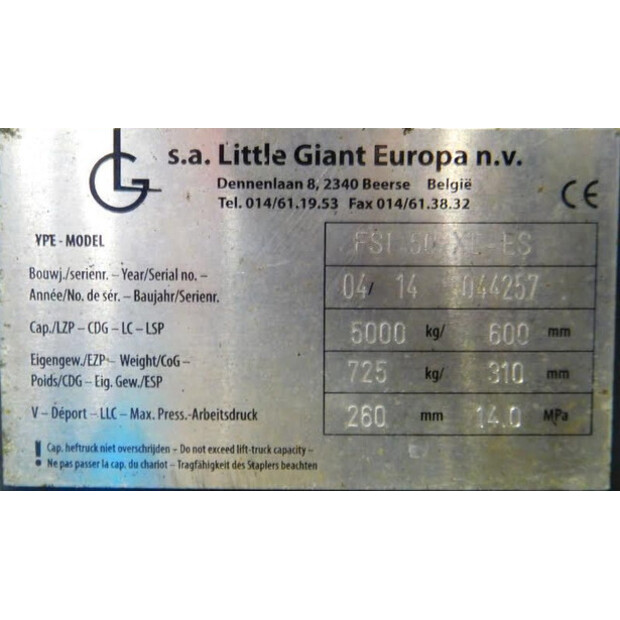 s.a. Little Giant Europa n.v.
Dennenlaan 8, 2340 Beerse België
Tel. 014/61.19.53 Fax 014/61.38.32
CE
YPE - MODEL
Bouwj./serienr. - Year/Serial no. -
Année/No. de sér. - Baujahr/Serienr.
04/ 14 044257
Cap./LZP - CDG - LC - LSP
5000 kg/ 600 mm
Eigengew./EZP - Weight/CoG -
Poids/CDG - Eig. Gew./ESP
725 kg/ 310 mm
V - Déport - LLC - Max. Press.-Arbeitsdruck
260 mm 14.0 MPa
! Cap. heftruck niet overschrijden - Do not exceed lift-truck capacity -
• Ne pas passer la cap. du chariot - Tragfähigkeit des Staplers beachten